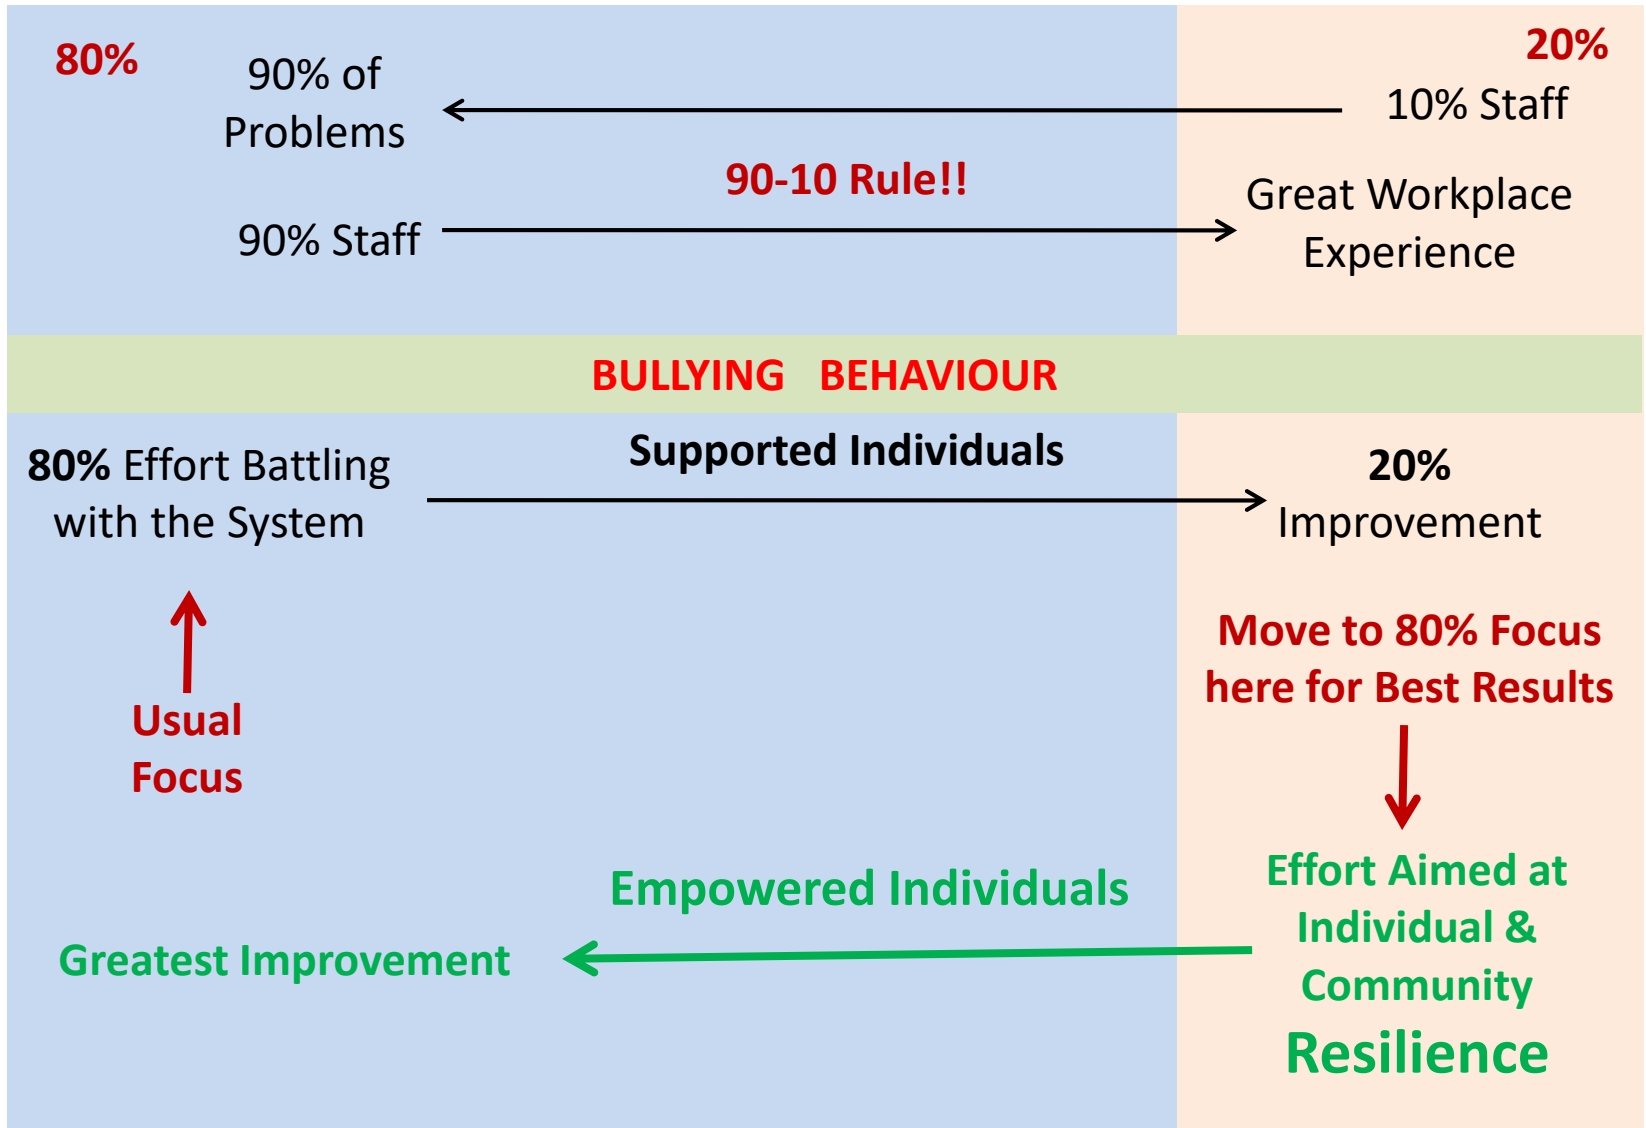 80%
20%
90% of
Problems
10% Staff
90-10 Rule!!
90% Staff
Great Workplace
Experience
BULLYING BEHAVIOUR
80% Effort Battling
with the System
Supported Individuals
20%
Improvement
Usual
Focus
Move to 80% Focus
here for Best Results
Effort Aimed at
Individual &
Community
Resilience
Empowered Individuals
Greatest Improvement